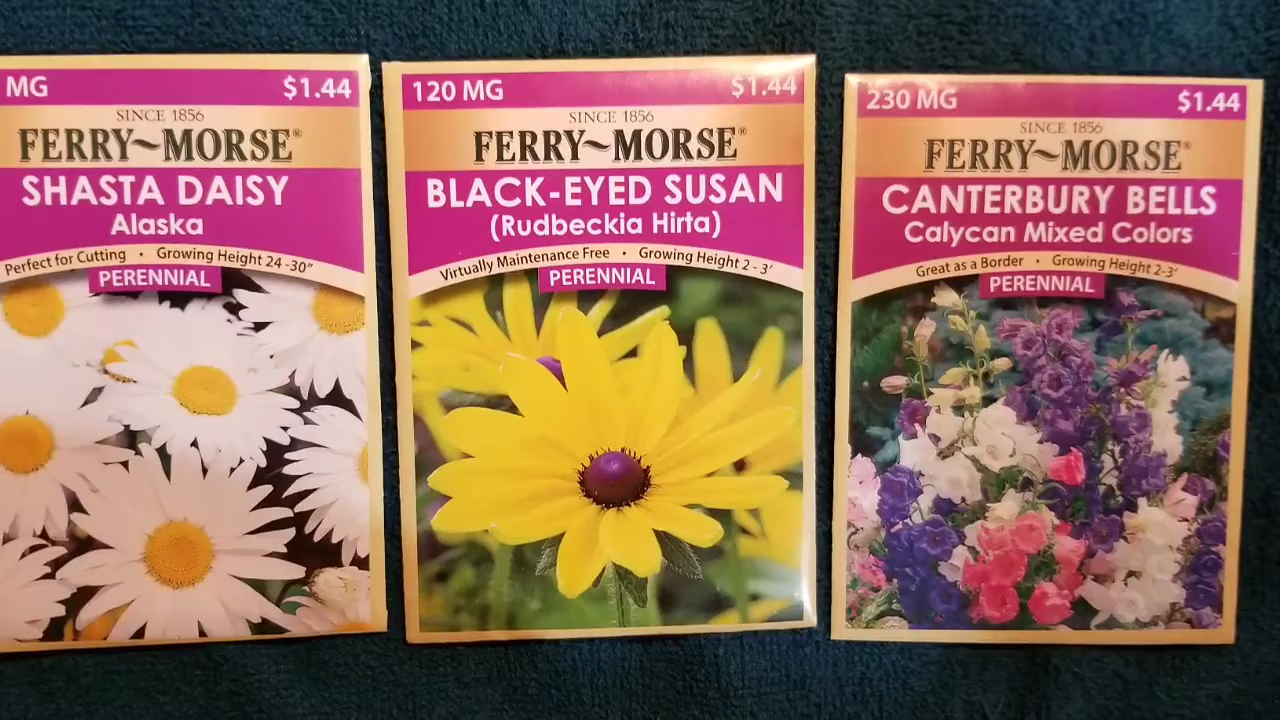 MG $1.44
SINCE 1856
FERRY~MORSE®
SHASTA DAISY
Alaska
Perfect for Cutting • Growing Height 24 -30"
PERENNIAL
120 MG $1.44
SINCE 1856
FERRY~MORSE®
BLACK-EYED SUSAN
(Rudbeckia Hirta)
Virtually Maintenance Free • Growing Height 2 - 3'
PERENNIAL
230 MG $1.44
SINCE 1856
FERRY~MORSE®
CANTERBURY BELLS
Calycan Mixed Colors
Great as a Border • Growing Height 2-3'
PERENNIAL